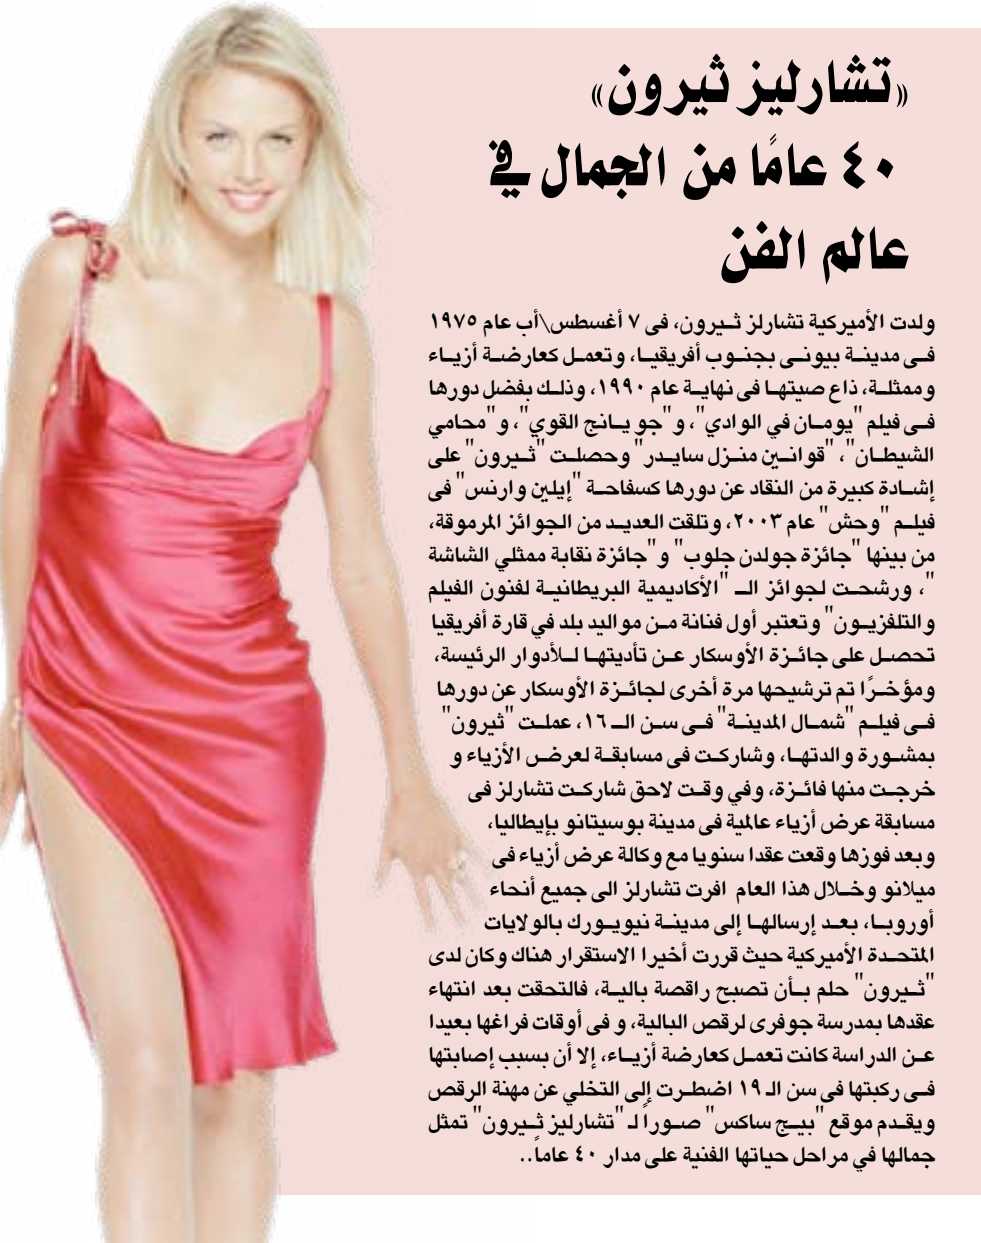 «تشارليز ثيرون»
٤٠ عامًا من الجمال في
عالم الفن
ولدت الأميركية تشارلز ثيرون، فى ٧ أغسطس\أب عام ١٩٧٥
فى مدينة بيونى بجنوب أفريقيا، وتعمل كعارضة أزياء
وممثلة، ذاع صيتها فى نهاية عام ١٩٩٠، وذلك بفضل دورها
فى فيلم "يومان في الوادي"، و"جو يانج القوي"، و"محامي
الشيطان"، "قوانين منزل سايدر" وحصلت "ثيرون" على
إشادة كبيرة من النقاد عن دورها كسفاحة "إيلين وارنس" فى
فيلم "وحش" عام ٢٠٠٣، وتلقت العديد من الجوائز المرموقة،
من بينها "جائزة جولدن جلوب" و"جائزة نقابة ممثلي الشاشة
"، ورشحت لجوائز الـ "الأكاديمية البريطانية لفنون الفيلم
والتلفزيون" وتعتبر أول فنانة من مواليد بلد في قارة أفريقيا
تحصل على جائزة الأوسكار عن تأديتها للأدوار الرئيسة،
ومؤخرًا تم ترشيحها مرة أخرى لجائزة الأوسكار عن دورها
فى فيلم "شمال المدينة" فى سن الـ ١٦، عملت "ثيرون"
بمشورة والدتها، وشاركت فى مسابقة لعرض الأزياء و
خرجت منها فائزة، وفي وقت لاحق شاركت تشارلز فى
مسابقة عرض أزياء عالمية فى مدينة بوسيتانو بإيطاليا،
وبعد فوزها وقعت عقدا سنويا مع وكالة عرض أزياء فى
ميلانو وخلال هذا العام افرت تشارلز الى جميع أنحاء
أوروبا، بعد إرسالها إلى مدينة نيويورك بالولايات
المتحدة الأميركية حيث قررت أخيرا الاستقرار هناك وكان لدى
"ثيرون" حلم بأن تصبح راقصة بالية، فالتحقت بعد انتهاء
عقدها بمدرسة جوفرى لرقص البالية، و فى أوقات فراغها بعيدا
عن الدراسة كانت تعمل كعارضة أزياء، إلا أن بسبب إصابتها
فى ركبتها فى سن الـ ١٩ اضطرت إلى التخلي عن مهنة الرقص
ويقدم موقع "بيج ساكس" صوراً لـ "تشارليز ثيرون" تمثل
جمالها في مراحل حياتها الفنية على مدار ٤٠ عاماً..